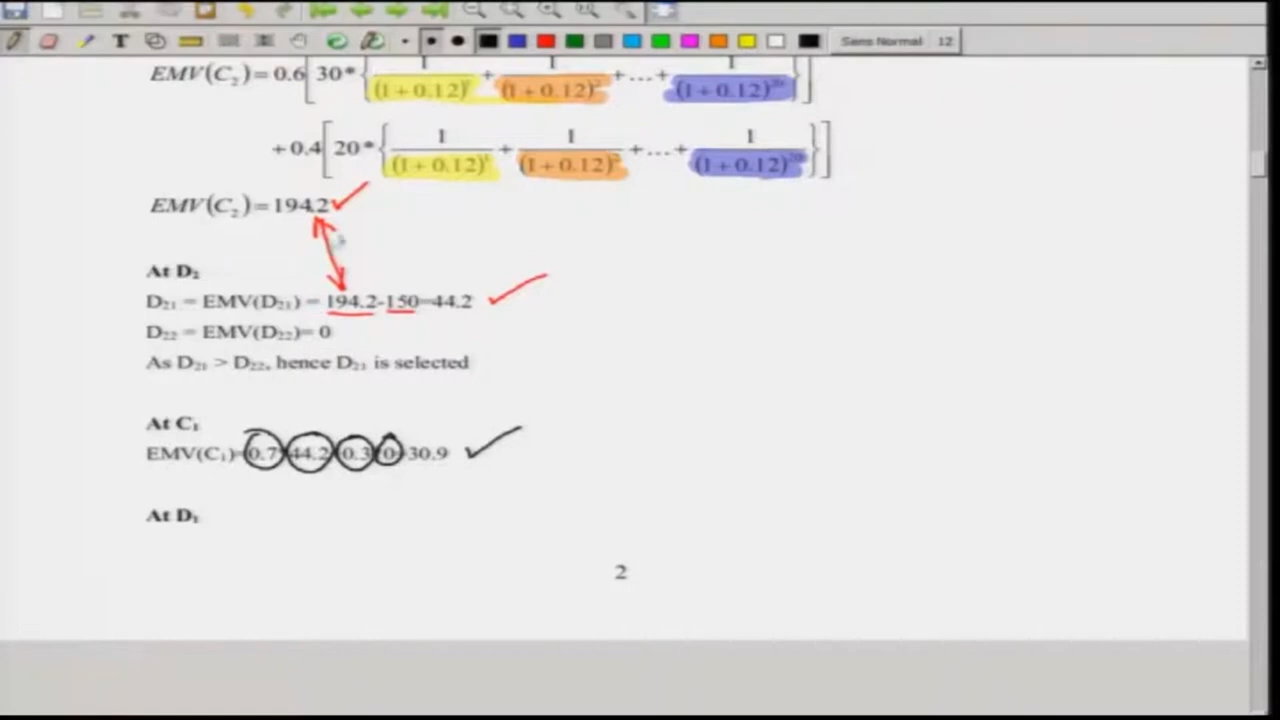 Sans Normal 12
EMV(C₂)=0.6[30*{1/(1+0.12)¹+1/(1+0.12)²+...+1/(1+0.12)²⁰}]
+0.4[20*{1/(1+0.12)¹+1/(1+0.12)²+...+1/(1+0.12)²⁰}]
EMV(C₂)=194.2
At D₂
D₂₁ = EMV(D₂₁) = 194.2-150=44.2
D₂₂ = EMV(D₂₂)= 0
As D₂₁ > D₂₂, hence D₂₁ is selected
At C₁
EMV(C₁)=0.7*44.2+0.3*0=30.9
At D₁
2